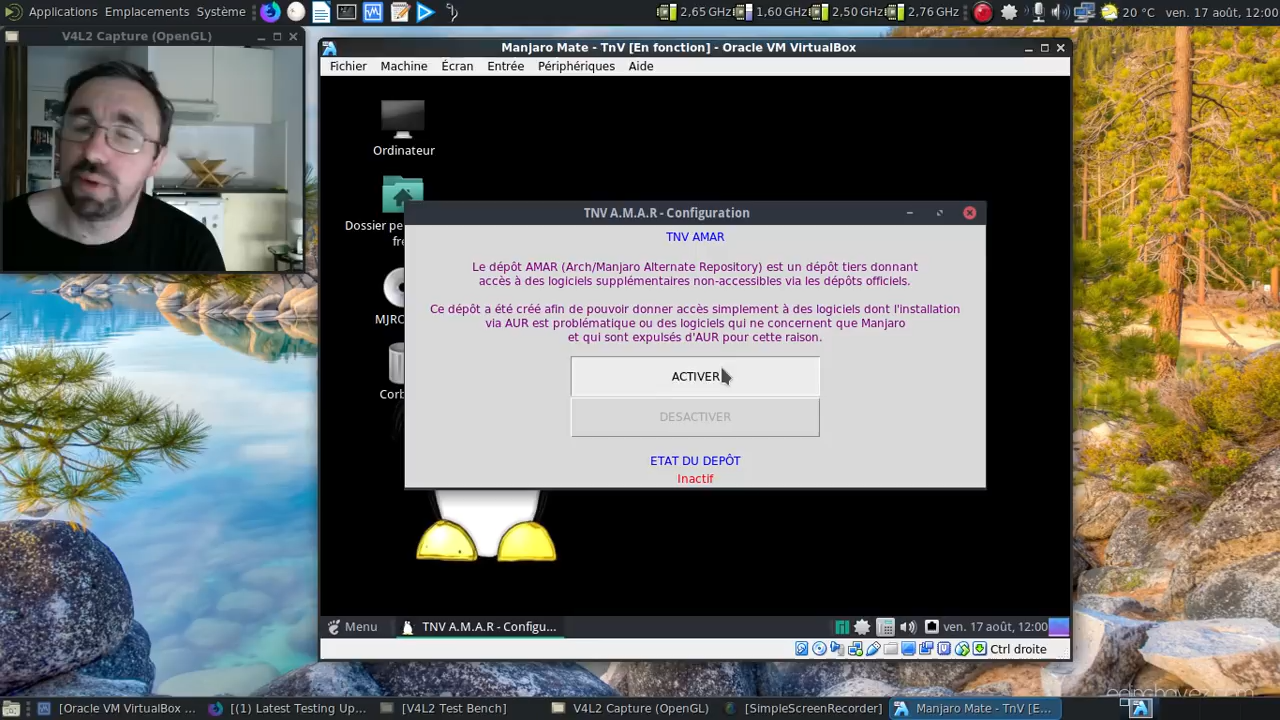 Applications Emplacements Système
2,65 GHz 1,60 GHz 2,50 GHz 2,76 GHz 20 °C ven. 17 août, 12:00
V4L2 Capture (OpenGL)
Manjaro Mate - TnV [En fonction] - Oracle VM VirtualBox
Fichier Machine Écran Entrée Périphériques Aide
Ordinateur
Dossier pe
fre
MJRO
Corb
TNV A.M.A.R - Configuration
TNV AMAR
Le dépôt AMAR (Arch/Manjaro Alternate Repository) est un dépôt tiers donnant
accès à des logiciels supplémentaires non-accessibles via les dépôts officiels.
Ce dépôt a été créé afin de pouvoir donner accès simplement à des logiciels dont l'installation
via AUR est problématique ou des logiciels qui ne concernent que Manjaro
et qui sont expulsés d'AUR pour cette raison.
ACTIVER
DESACTIVER
ETAT DU DEPÔT
Inactif
Menu TNV A.M.A.R - Configu... ven. 17 août, 12:00
Ctrl droite
[Oracle VM VirtualBox ... [(1) Latest Testing Up... [V4L2 Test Bench] V4L2 Capture (OpenGL) [SimpleScreenRecorder] Manjaro Mate - TnV [E...